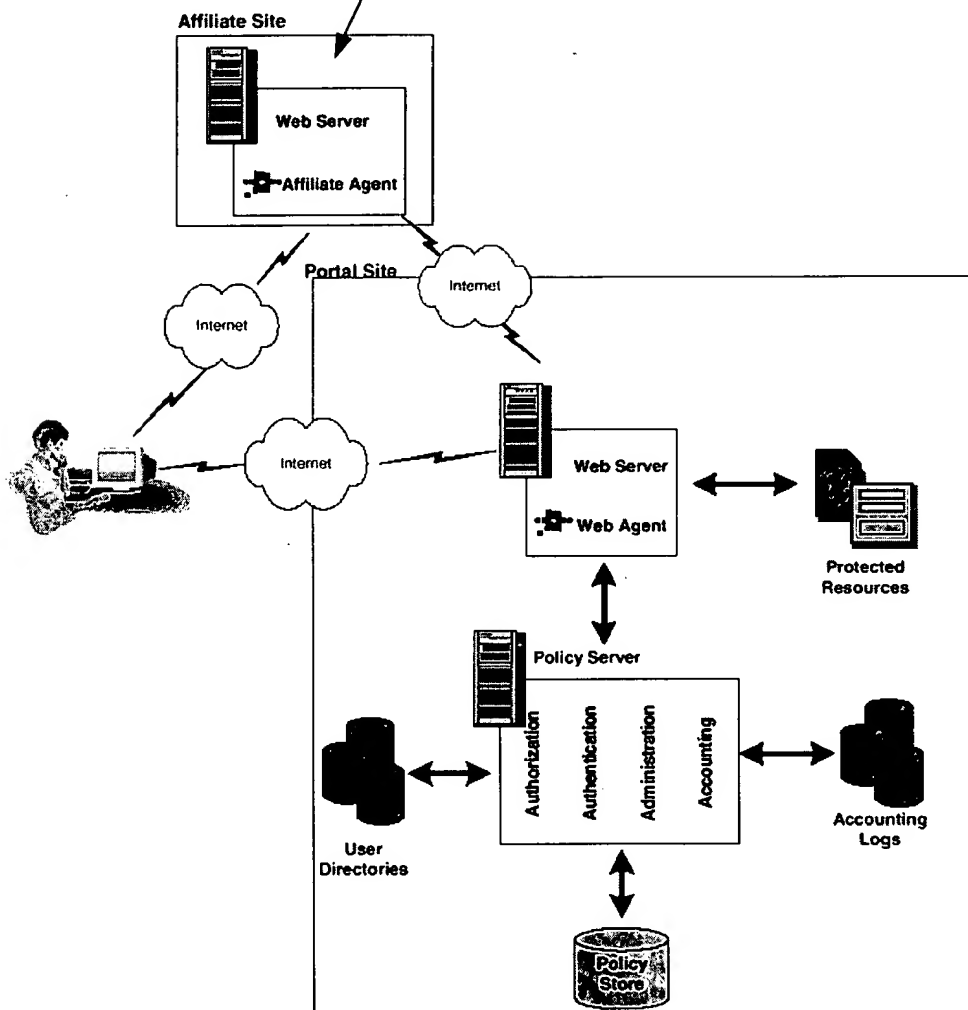 Affiliate Site
Web Server
Affiliate Agent
Portal Site
Internet
Internet
Internet
Web Server
Web Agent
Protected
Resources
Policy Server
Authorization
Authentication
Administration
Accounting
User
Directories
Accounting
Logs
Policy
Store